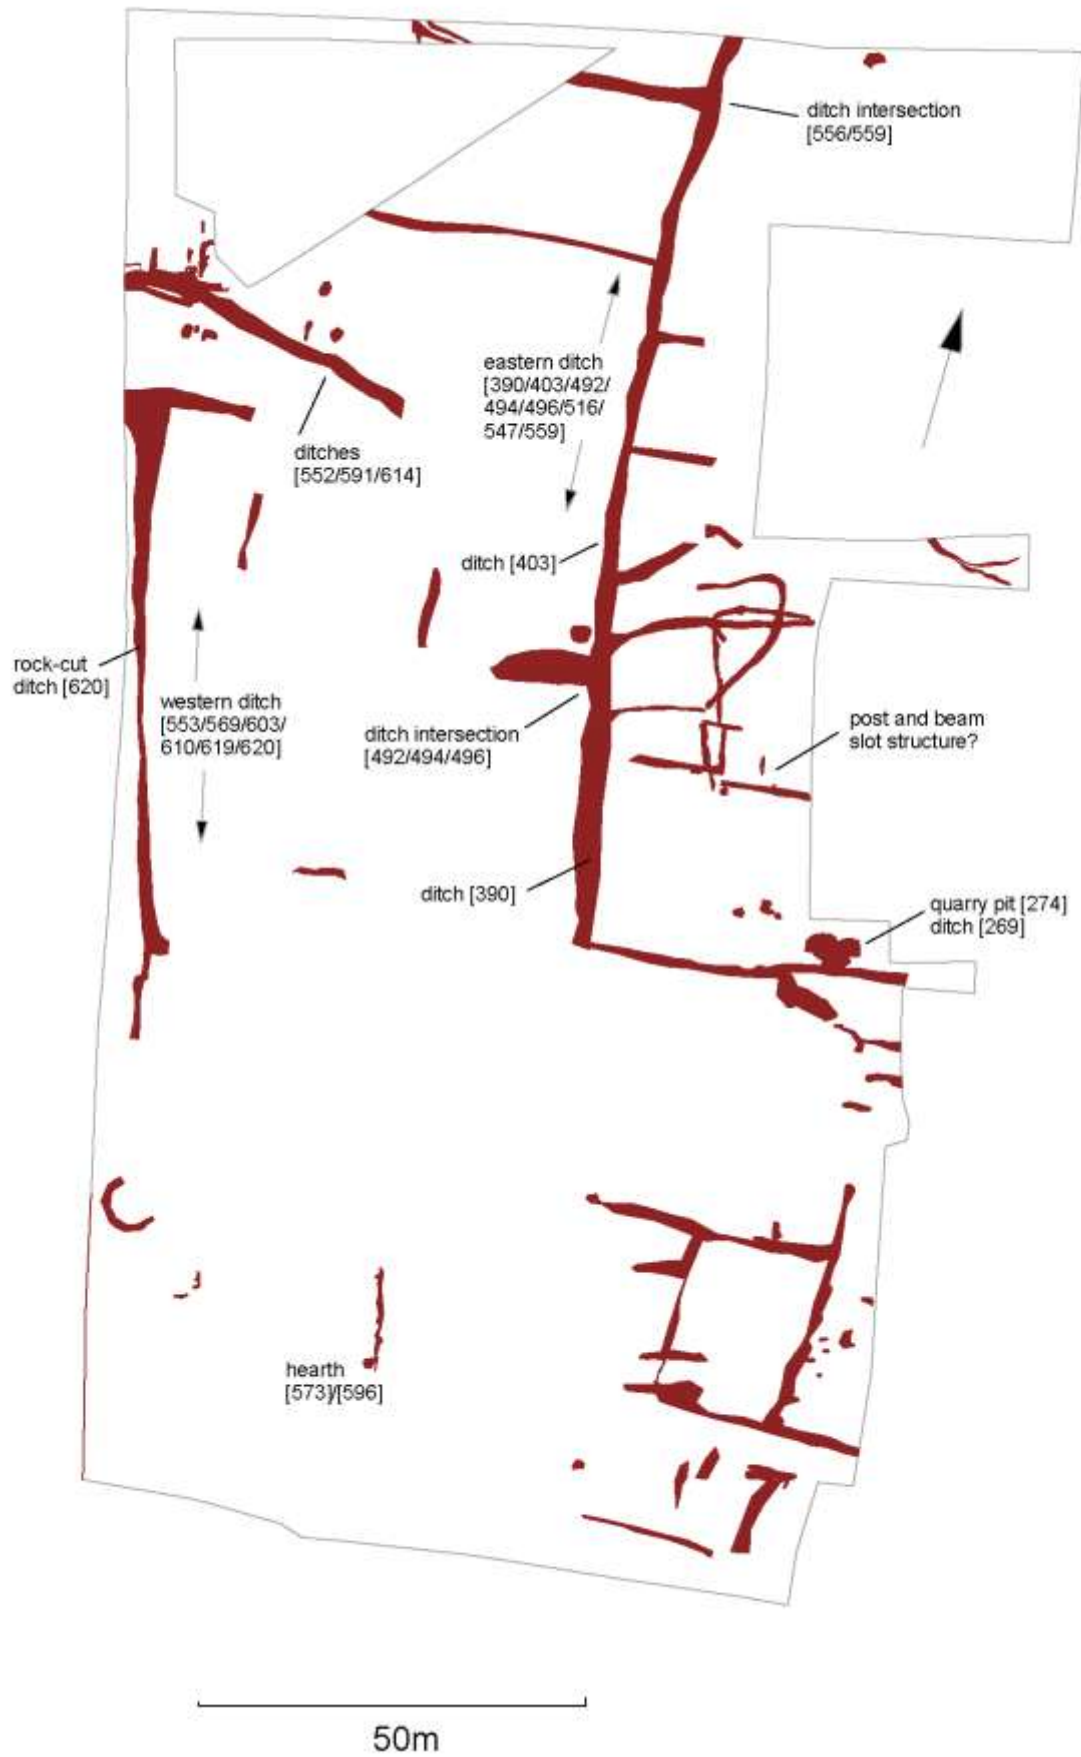 ditch intersection
[556/559]
eastern ditch
[390/403/492/
494/496/516/
547/559]
ditches
[552/591/614]
ditch [403]
rock-cut
ditch [620]
western ditch
[553/569/603/
610/619/620]
ditch intersection
[492/494/496]
post and beam
slot structure?
ditch [390]
quarry pit [274]
ditch [269]
hearth
[573]/[596]
50m